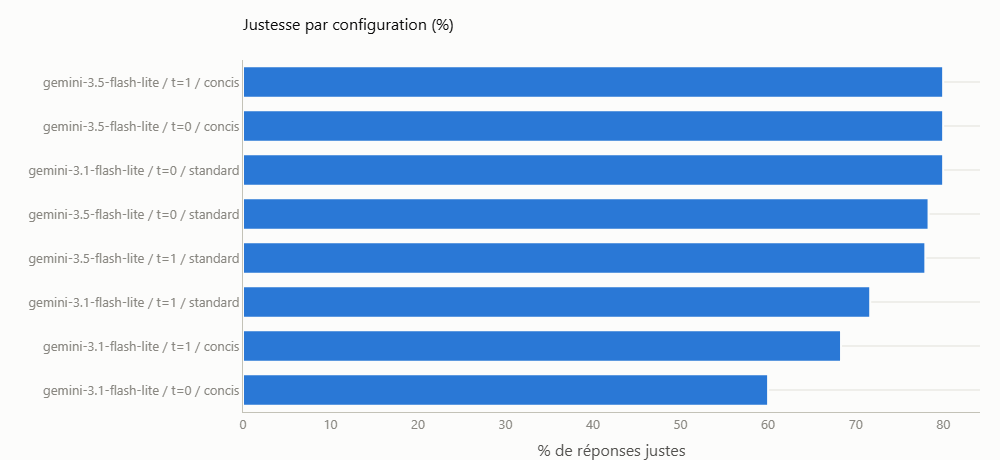 Justesse par configuration (%)
gemini-3.5-flash-lite / t=1 / concis
gemini-3.5-flash-lite / t=0 / concis
gemini-3.1-flash-lite / t=0 / standard
gemini-3.5-flash-lite / t=0 / standard
gemini-3.5-flash-lite / t=1 / standard
gemini-3.1-flash-lite / t=1 / standard
gemini-3.1-flash-lite / t=1 / concis
gemini-3.1-flash-lite / t=0 / concis
0 10 20 30 40 50 60 70 80
% de réponses justes